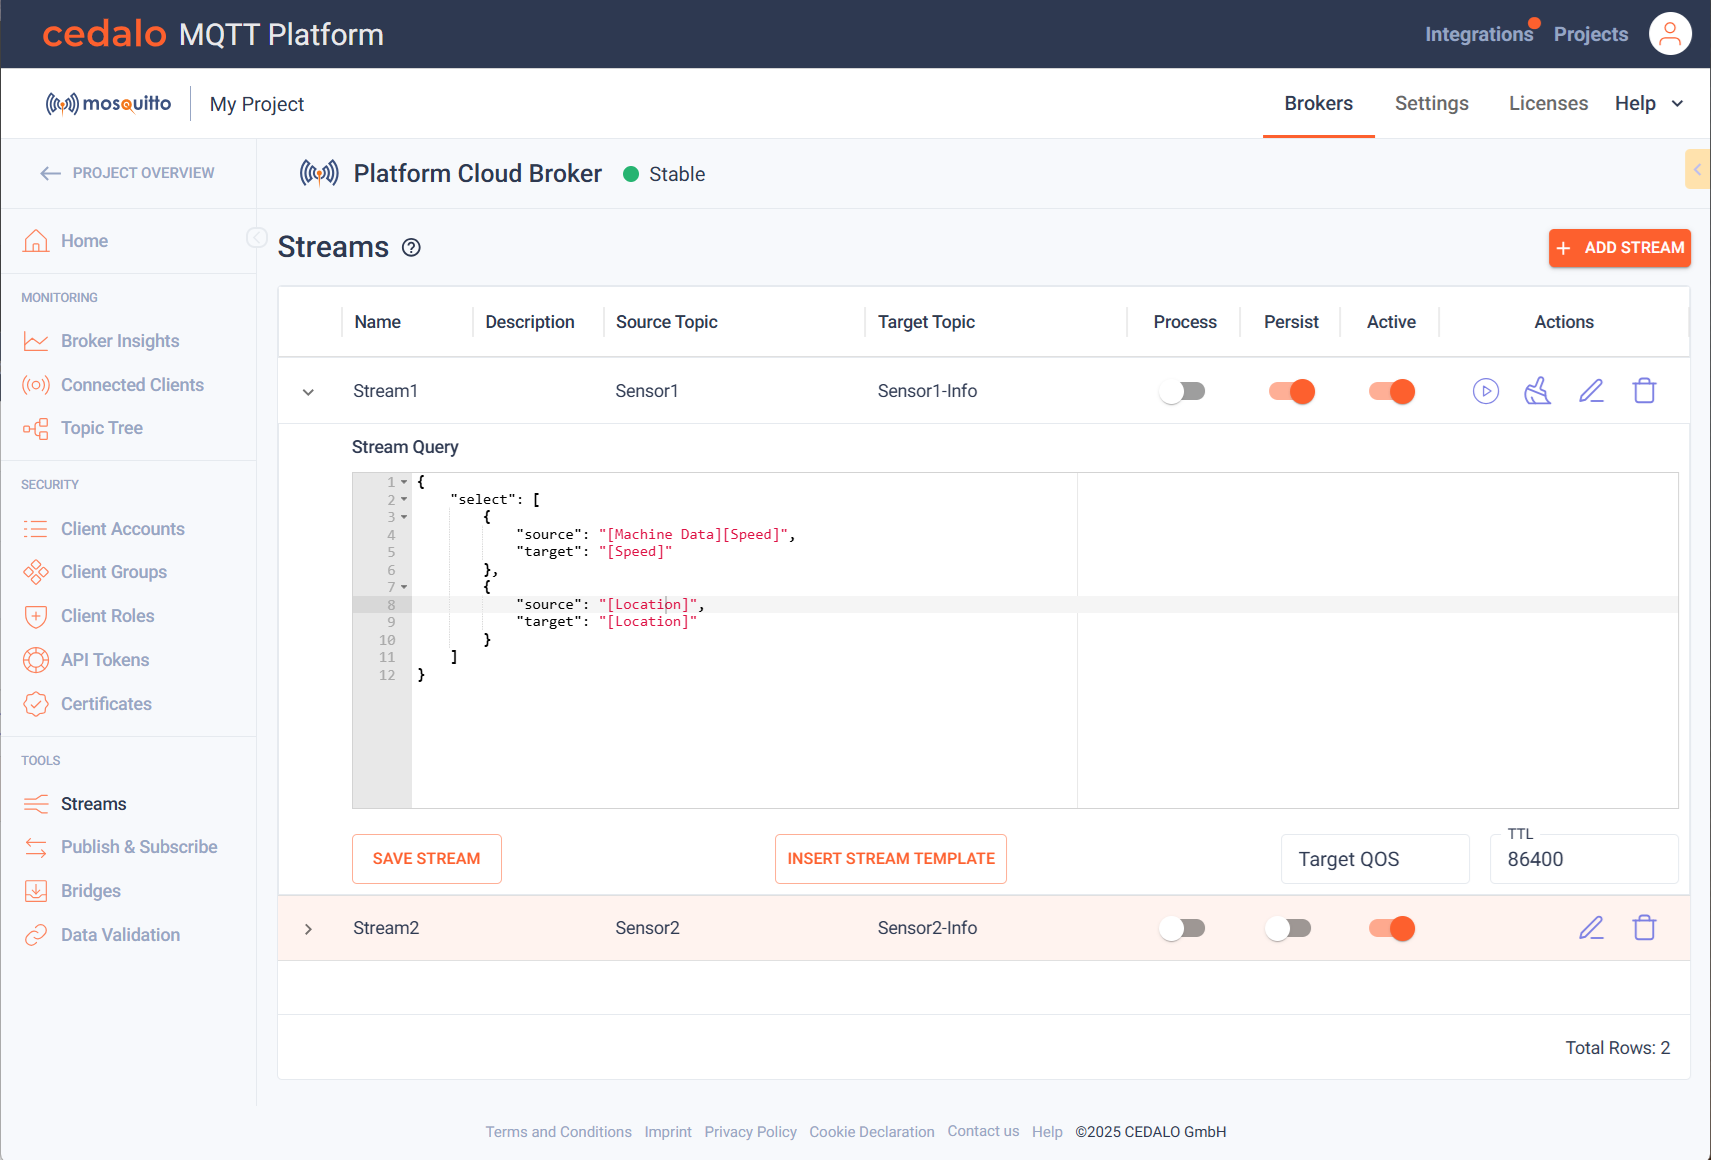 cedalo MQTT Platform
Integrations Projects
mosquitto My Project
Brokers Settings Licenses Help
PROJECT OVERVIEW
Platform Cloud Broker Stable
Home
Streams
ADD STREAM
MONITORING
Broker Insights
Connected Clients
Topic Tree
SECURITY
Client Accounts
Client Groups
Client Roles
API Tokens
Certificates
TOOLS
Streams
Publish & Subscribe
Bridges
Data Validation
Name Description Source Topic Target Topic Process Persist Active Actions
Stream1 Sensor1 Sensor1-Info
Stream Query
1 {
2 "select": [
3 {
4 "source": "[Machine Data][Speed]",
5 "target": "[Speed]"
6 },
7 {
8 "source": "[Location]",
9 "target": "[Location]"
10 }
11 ]
12 }
SAVE STREAM INSERT STREAM TEMPLATE Target QOS TTL 86400
Stream2 Sensor2 Sensor2-Info
Total Rows: 2
Terms and Conditions Imprint Privacy Policy Cookie Declaration Contact us Help ©2025 CEDALO GmbH